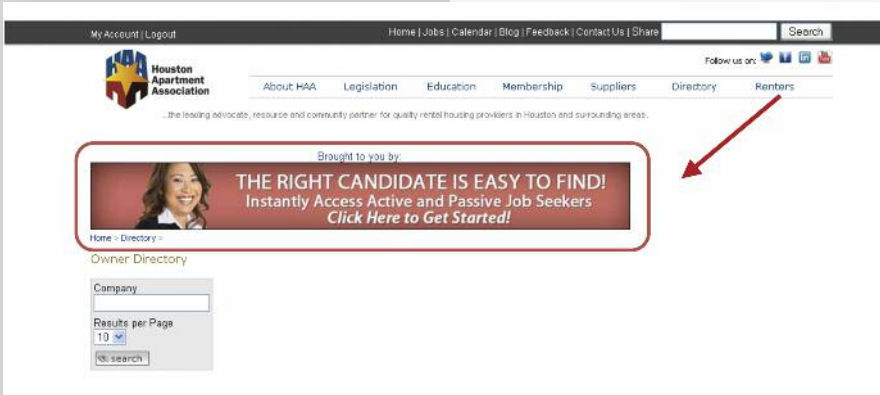 My Account | Logout
Home | Jobs | Calendar | Blog | Feedback | Contact Us | Share
Search
HAA
Houston
Apartment
Association
Follow us on:
About HAA Legislation Education Membership Suppliers Directory Renters
...the leading advocate, resource and community partner for quality rental housing providers in Houston and surrounding areas.
Brought to you by:
THE RIGHT CANDIDATE IS EASY TO FIND!
Instantly Access Active and Passive Job Seekers
Click Here to Get Started!
Home > Directory >
Owner Directory
Company
Results per Page
10
search